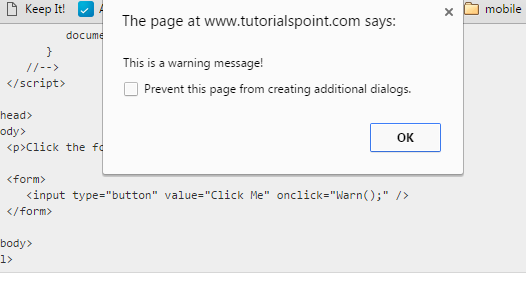 Keep It!
mobile
The page at www.tutorialspoint.com says:
This is a warning message!
Prevent this page from creating additional dialogs.
OK
docume
}
//-->
</script>
head>
ody>
<p>Click the fo
<form>
<input type="button" value="Click Me" onclick="Warn();" />
</form>
body>
l>